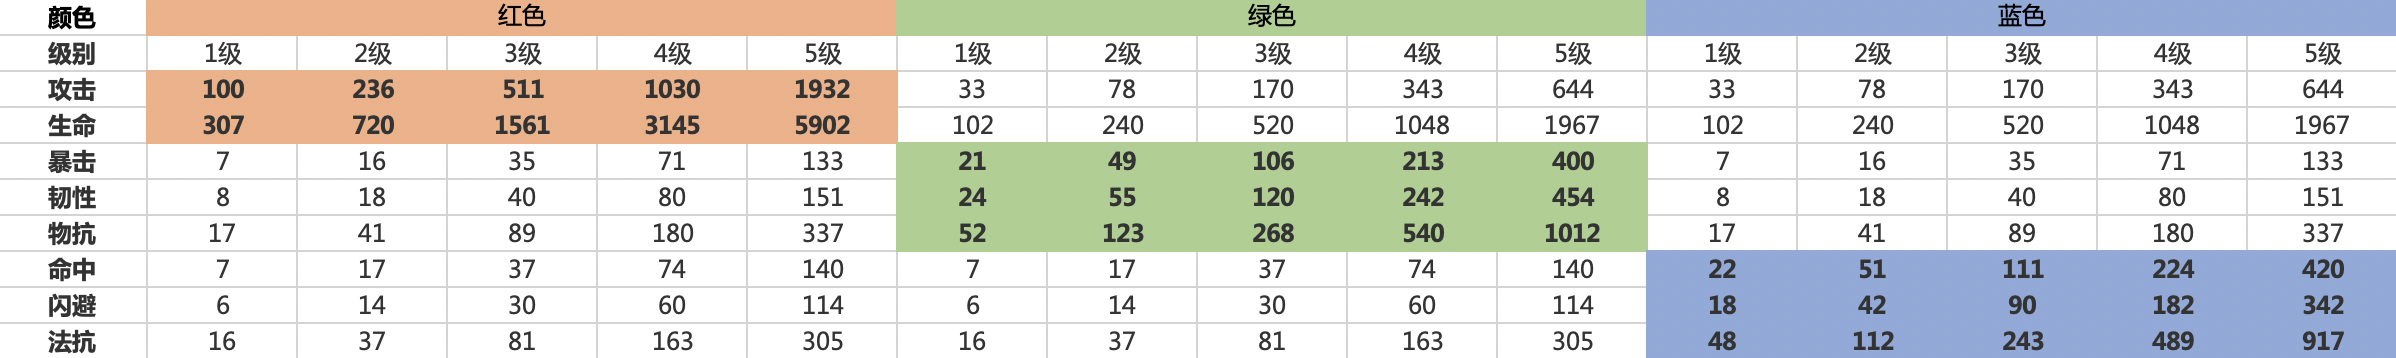 颜色 红色 绿色 蓝色
级别 1级 2级 3级 4级 5级 1级 2级 3级 4级 5级 1级 2级 3级 4级 5级
攻击 100 236 511 1030 1932 33 78 170 343 644 33 78 170 343 644
生命 307 720 1561 3145 5902 102 240 520 1048 1967 102 240 520 1048 1967
暴击 7 16 35 71 133 21 49 106 213 400 7 16 35 71 133
韧性 8 18 40 80 151 24 55 120 242 454 8 18 40 80 151
物抗 17 41 89 180 337 52 123 268 540 1012 17 41 89 180 337
命中 7 17 37 74 140 7 17 37 74 140 22 51 111 224 420
闪避 6 14 30 60 114 6 14 30 60 114 18 42 90 182 342
法抗 16 37 81 163 305 16 37 81 163 305 48 112 243 489 917